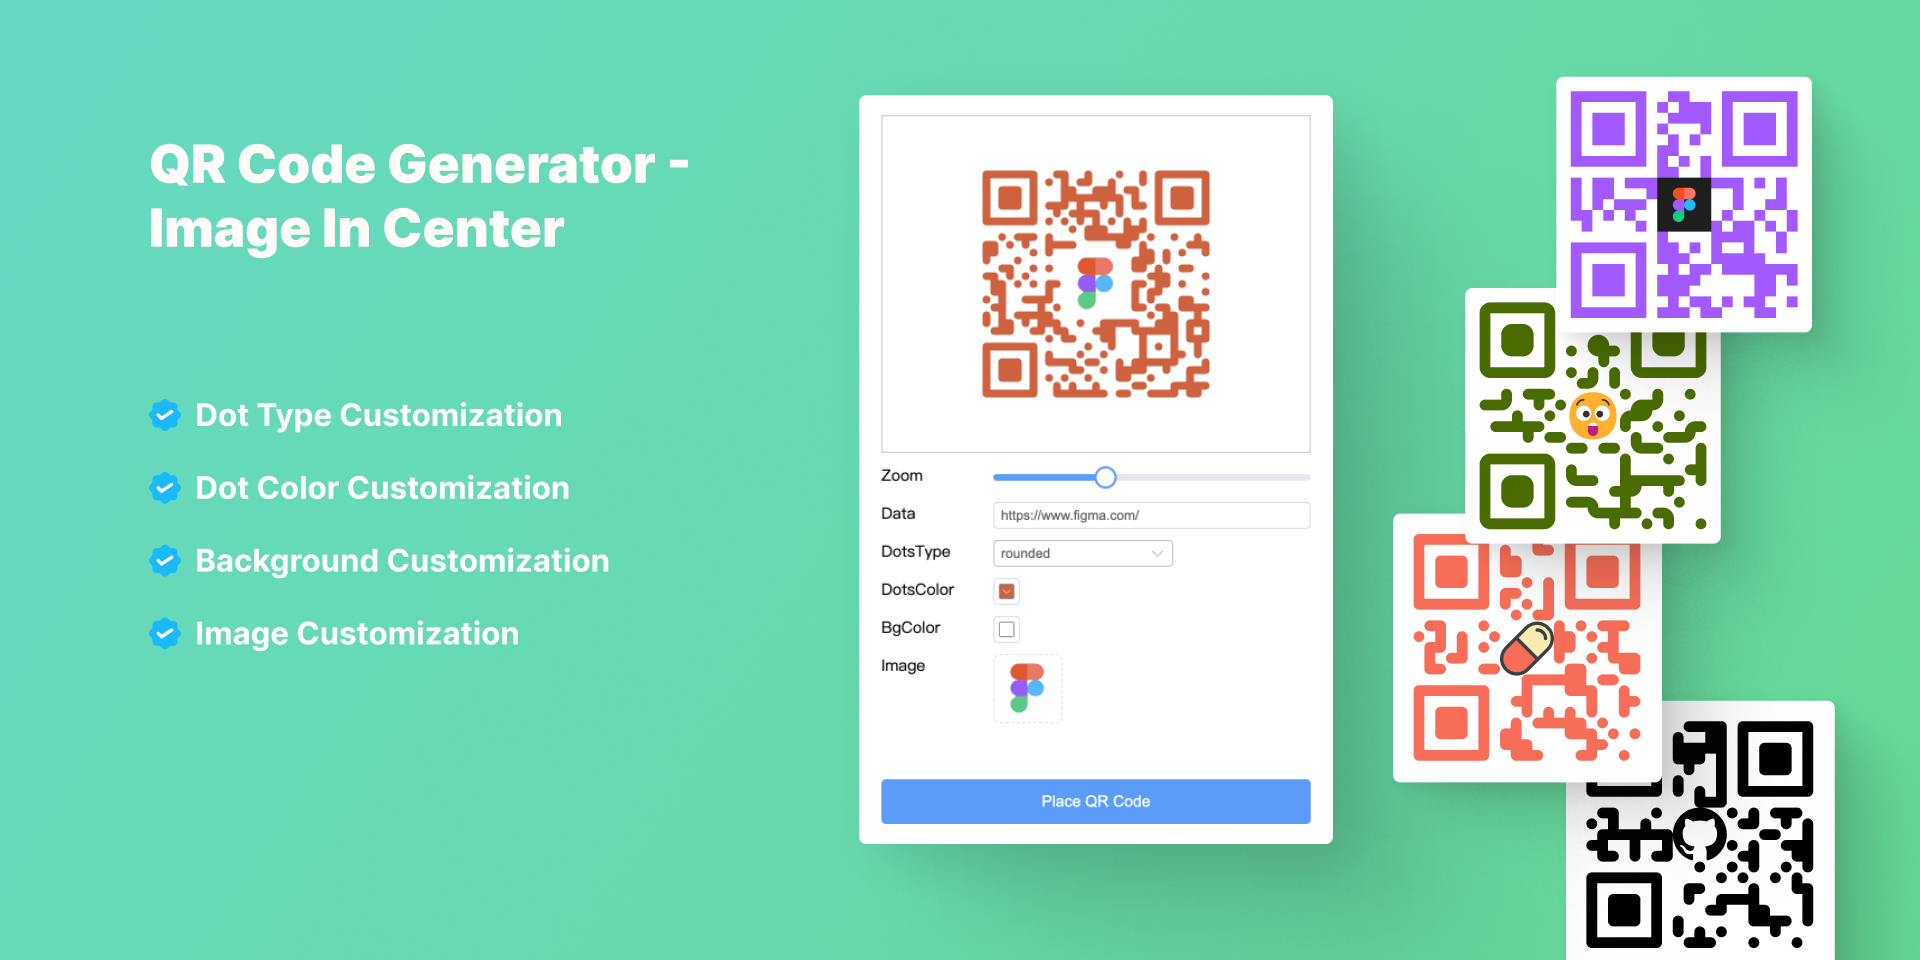 QR Code Generator -
Image In Center
Dot Type Customization
Dot Color Customization
Background Customization
Image Customization
Zoom
Data
https://www.figma.com/
DotsType
rounded
DotsColor
BgColor
Image
Place QR Code